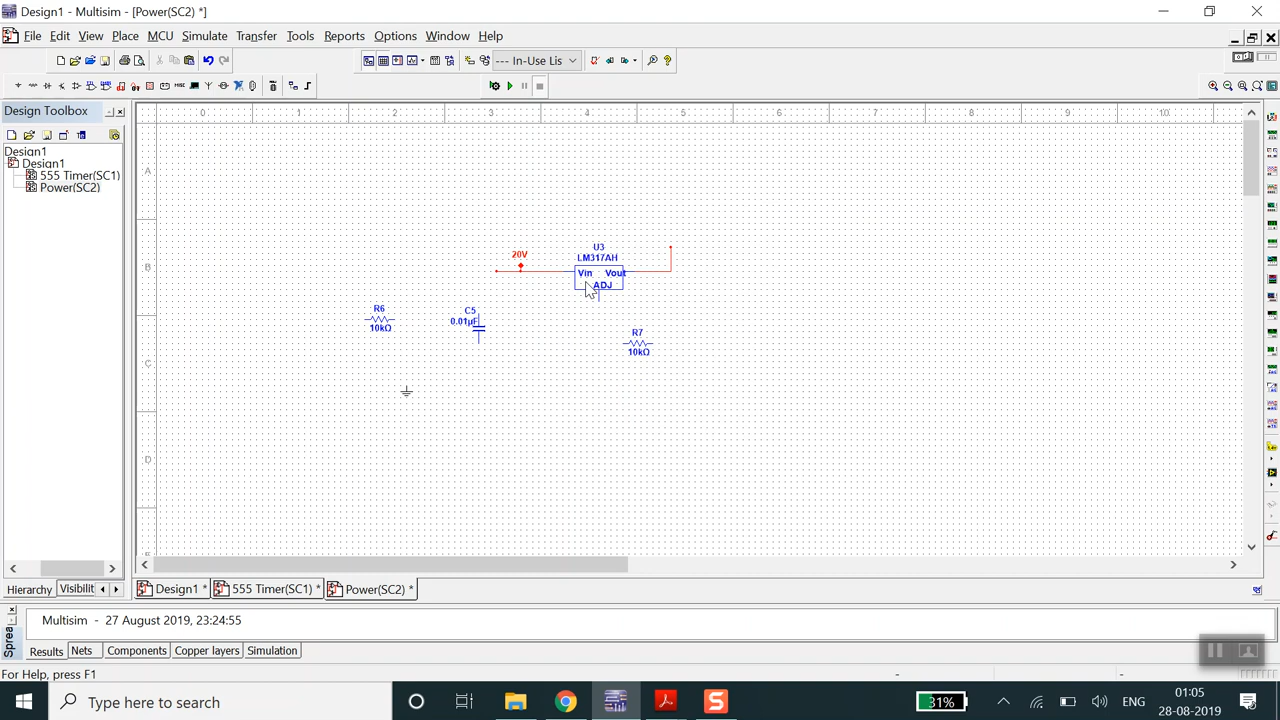 Design1 - Multisim - [Power(SC2) *]
File Edit View Place MCU Simulate Transfer Tools Reports Options Window Help
--- In-Use Lis
Design Toolbox
Design1
Design1
555 Timer(SC1)
Power(SC2)
0 1 2 3 4 5 6 7 8 9 10
A
B
C
D
U3
LM317AH
20V
Vin Vout
ADJ
R6
10kΩ
C5
0.01µF
R7
10kΩ
Hierarchy Visibilit
Design1 * 555 Timer(SC1) * Power(SC2) *
Multisim - 27 August 2019, 23:24:55
Sprea
Results Nets Components Copper layers Simulation
For Help, press F1
- -
Type here to search
31%
ENG
01:05
28-08-2019